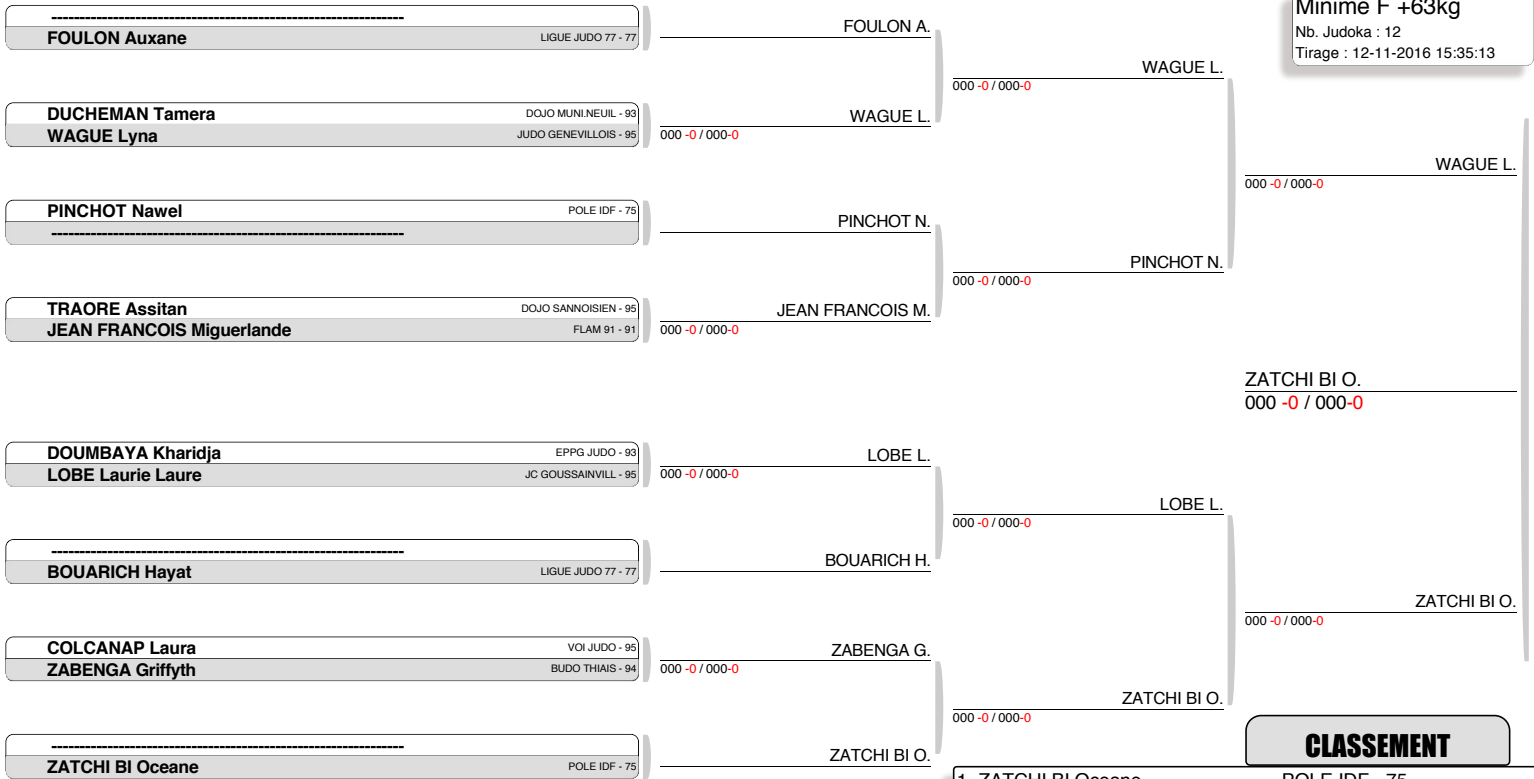 Minime F +63kg
Nb. Judoka : 12
Tirage : 12-11-2016 15:35:13
----------------------------------------------------------------
FOULON Auxane LIGUE JUDO 77 - 77
DUCHEMAN Tamera DOJO MUNI.NEUIL - 93
WAGUE Lyna JUDO GENEVILLOIS - 95
PINCHOT Nawel POLE IDF - 75
----------------------------------------------------------------
TRAORE Assitan DOJO SANNOISIEN - 95
JEAN FRANCOIS Miguerlande FLAM 91 - 91
DOUMBAYA Kharidja EPPG JUDO - 93
LOBE Laurie Laure JC GOUSSAINVILL - 95
----------------------------------------------------------------
BOUARICH Hayat LIGUE JUDO 77 - 77
COLCANAP Laura VOI JUDO - 95
ZABENGA Griffyth BUDO THIAIS - 94
----------------------------------------------------------------
ZATCHI BI Oceane POLE IDF - 75
FOULON A.
WAGUE L.
000 -0 / 000-0
PINCHOT N.
JEAN FRANCOIS M.
000 -0 / 000-0
LOBE L.
000 -0 / 000-0
BOUARICH H.
ZABENGA G.
000 -0 / 000-0
ZATCHI BI O.
WAGUE L.
000 -0 / 000-0
PINCHOT N.
000 -0 / 000-0
LOBE L.
000 -0 / 000-0
ZATCHI BI O.
000 -0 / 000-0
WAGUE L.
000 -0 / 000-0
ZATCHI BI O.
000 -0 / 000-0
ZATCHI BI O.
000 -0 / 000-0
CLASSEMENT
1. ZATCHI BI Oceane POLE IDF - 75